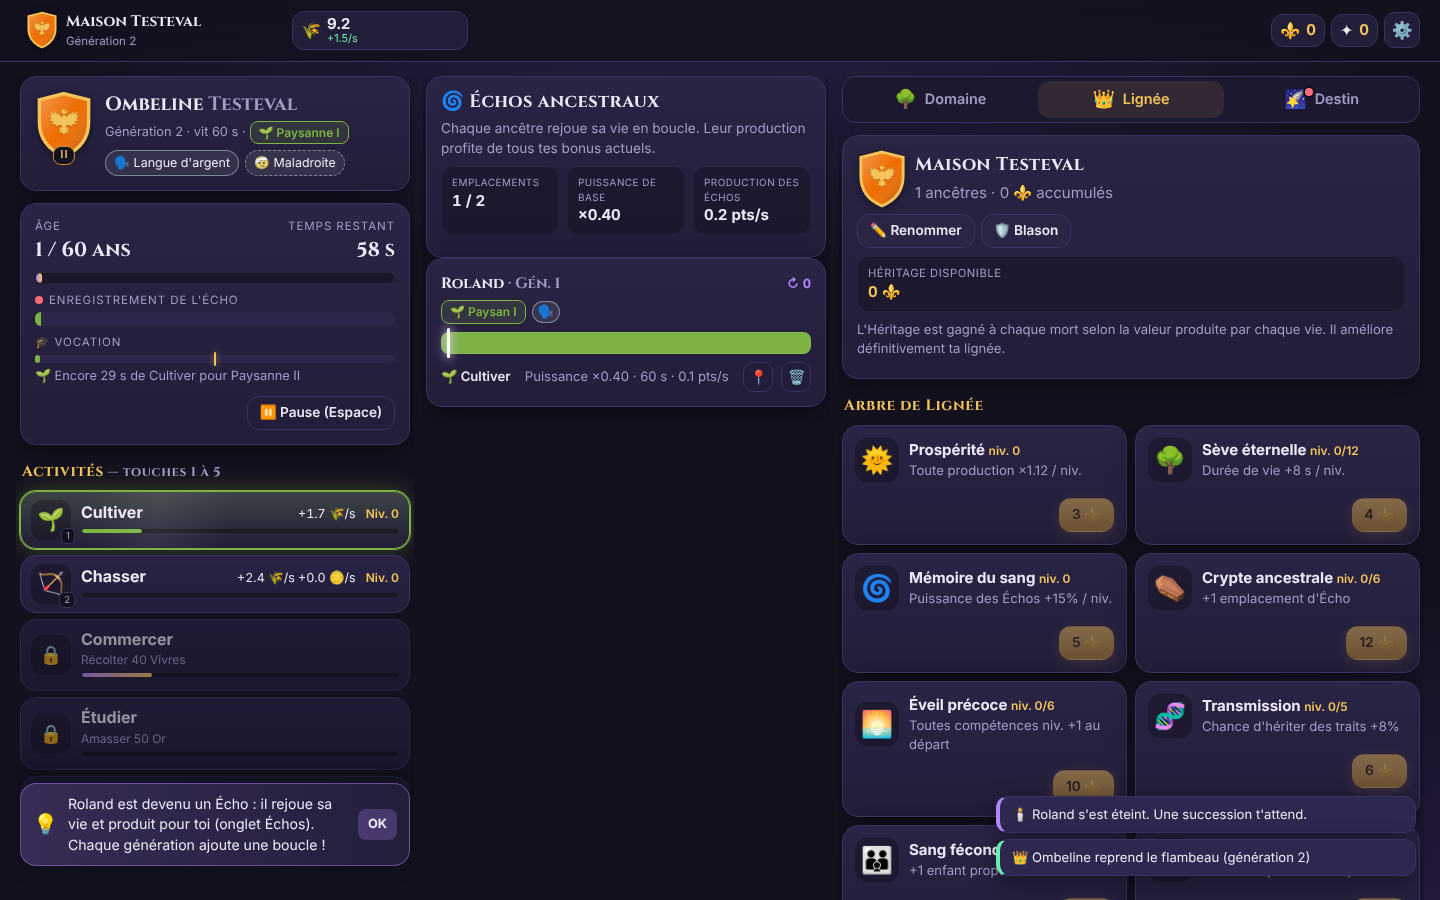 Maison Testeval
Génération 2
9.2
+1.5/s
0
0
Ombeline Testeval
Génération 2 · vit 60 s · Paysanne I
II
Langue d'argent
Maladroite
ÂGE
TEMPS RESTANT
1 / 60 ans
58 s
ENREGISTREMENT DE L'ÉCHO
VOCATION
Encore 29 s de Cultiver pour Paysanne II
Pause (Espace)
Activités — touches 1 à 5
Cultiver
+1.7 /s Niv. 0
1
Chasser
+2.4 /s +0.0 /s Niv. 0
2
Commercer
Récolter 40 Vivres
Étudier
Amasser 50 Or
Roland est devenu un Écho : il rejoue sa
vie et produit pour toi (onglet Échos).
Chaque génération ajoute une boucle !
OK
Échos ancestraux
Chaque ancêtre rejoue sa vie en boucle. Leur production
profite de tous tes bonus actuels.
EMPLACEMENTS
1 / 2
PUISSANCE DE
BASE
×0.40
PRODUCTION DES
ÉCHOS
0.2 pts/s
Roland · Gén. 1
0
Paysan I
Cultiver
Puissance ×0.40 · 60 s · 0.1 pts/s
Domaine
Lignée
Destin
Maison Testeval
1 ancêtres · 0 accumulés
Renommer
Blason
HÉRITAGE DISPONIBLE
0
L'Héritage est gagné à chaque mort selon la valeur produite par chaque vie. Il améliore
définitivement ta lignée.
Arbre de Lignée
Prospérité niv. 0
Toute production ×1.12 / niv.
3
Sève éternelle niv. 0/12
Durée de vie +8 s / niv.
4
Mémoire du sang niv. 0
Puissance des Échos +15% / niv.
5
Crypte ancestrale niv. 0/6
+1 emplacement d'Écho
12
Éveil précoce niv. 0/6
Toutes compétences niv. +1 au
départ
10
Transmission niv. 0/5
Chance d'hériter des traits +8%
6
Roland s'est éteint. Une succession t'attend.
Sang fécond
+1 enfant prop
Ombeline reprend le flambeau (génération 2)